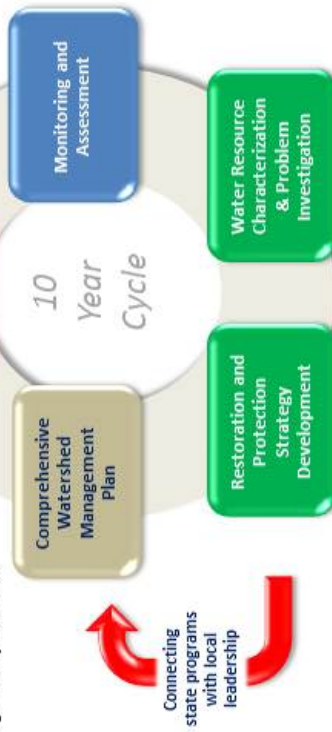 10
Year
Cycle
Monitoring and
Assessment
Water Resource
Characterization
& Problem
Investigation
Restoration and
Protection
Strategy
Development
Comprehensive
Watershed
Management
Plan
Connecting
state programs
with local
leadership